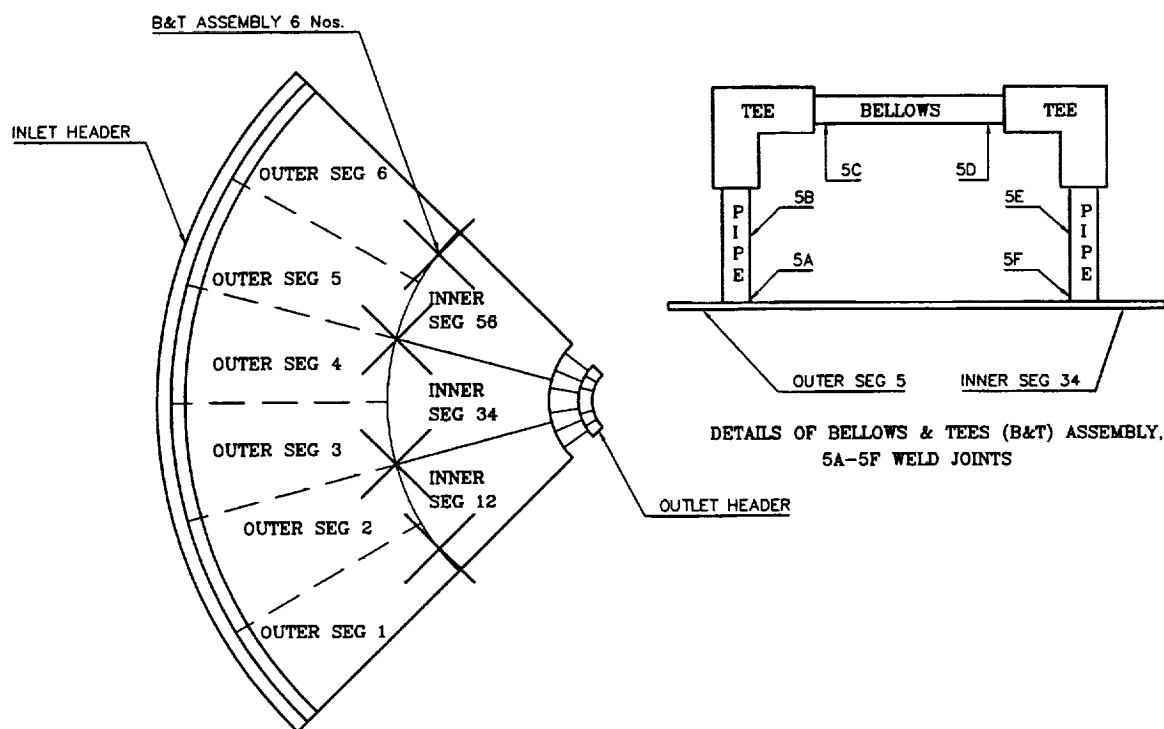 B&T ASSEMBLY 6 Nos.
INLET HEADER
OUTER SEG 6
OUTER SEG 5
OUTER SEG 4
OUTER SEG 3
OUTER SEG 2
OUTER SEG 1
INNER
SEG 56
INNER
SEG 34
INNER
SEG 12
OUTLET HEADER
TEE
BELLOWS
TEE
5C
5D
5B
5E
5A
5F
PIPE
PIPE
OUTER SEG 5
INNER SEG 34
DETAILS OF BELLOWS & TEES (B&T) ASSEMBLY,
5A-5F WELD JOINTS